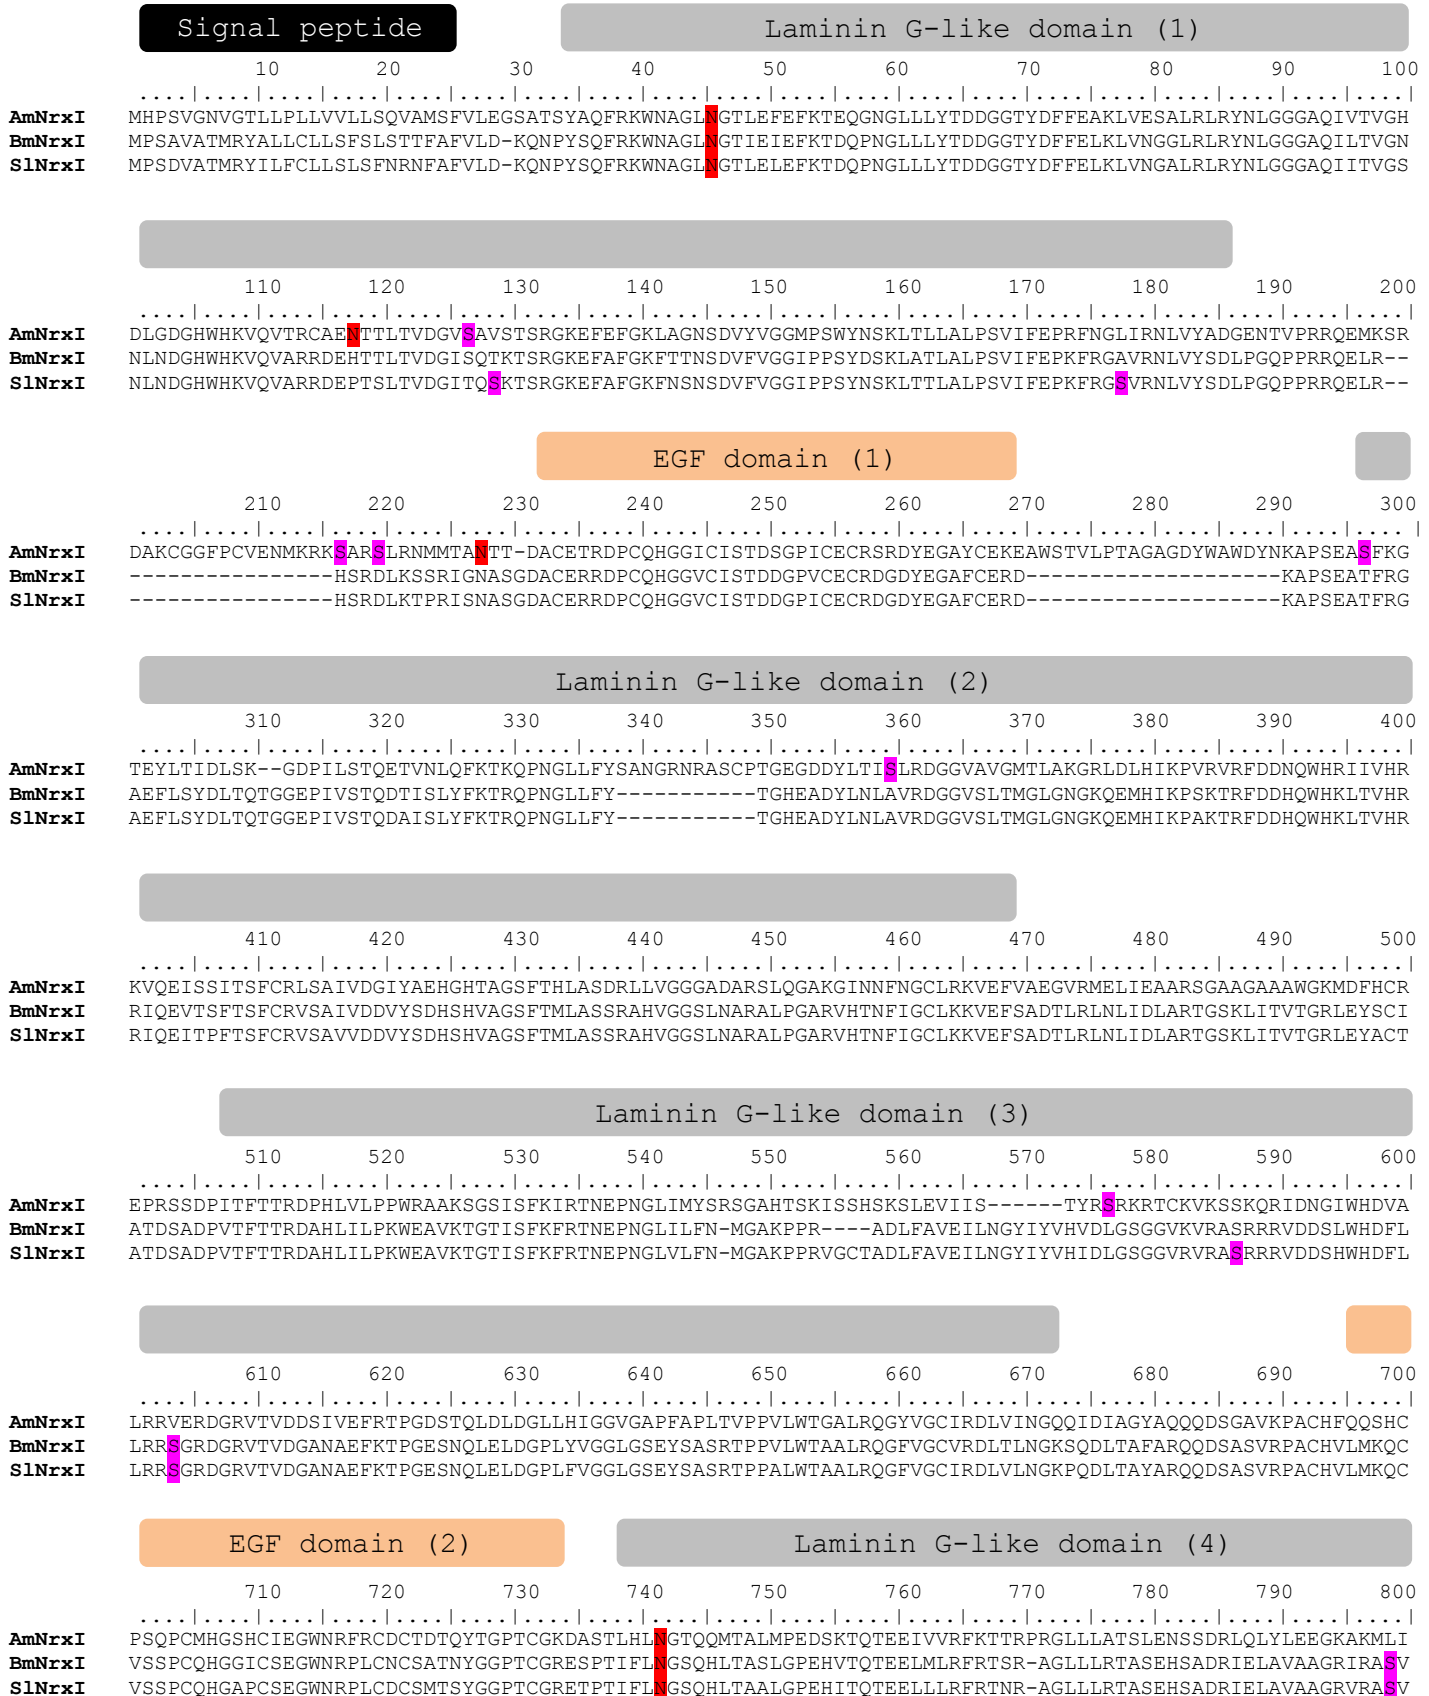 Signal peptide Laminin G-like domain (1)
10 20 30 40 50 60 70 80 90 100
....|....|....|....|....|....|....|....|....|....|....|....|....|....|....|....|....|....|....|....|
AmNrxI MHPSVGNVGTLLPLLVVLLSQVAMSFVLEGSATSYAQFRKWNAGLNGTLEFEFKTEQGNGLLLYTDDGGTYDFFEAKLVESALRLRYNLGGGAQIVTVGH
BmNrxI MPSAVATMRYALLCLLSFSLSTTFAFVLD-KQNPYSQFRKWNAGLNGTIEIEFKTDQPNGLLLYTDDGGTYDFFELKLVNGGLRLRYNLGGGAQILTVGN
SlNrxI MPSDVATMRYILFCLLSLSFNRNFAFVLD-KQNPYSQFRKWNAGLNGTLELEFKTDQPNGLLLYTDDGGTYDFFELKLVNGALRLRYNLGGGAQIITVGS
110 120 130 140 150 160 170 180 190 200
....|....|....|....|....|....|....|....|....|....|....|....|....|....|....|....|....|....|....|....|
AmNrxI DLGDGHWHKVQVTRCAENTTLTVDGVSAVSTSRGKEFEFGKLAGNSDVYVGGMPSWYNSKLTLLALPSVIFEPRFNGLIRNLVYADGENTVPRRQEMKSR
BmNrxI NLNDGHWHKVQVARRDEHTTLTVDGISQTKTSRGKEFAFGKFTTNSDVFVGGIPPSYDSKLATLALPSVIFEPKFRGAVRNLVYSDLPGQPPRRQELR--
SlNrxI NLNDGHWHKVQVARRDEPTSLTVDGITQSKTSRGKEFAFGKFNSNSDVFVGGIPPSYNSKLTTLALPSVIFEPKFRGSVRNLVYSDLPGQPPRRQELR--
EGF domain (1)
210 220 230 240 250 260 270 280 290 300
....|....|....|....|....|....|....|....|....|....|....|....|....|....|....|....|....|....|....|....|
AmNrxI DAKCGGFPCVENMKRKSARSLRNMMTANTT-DACETRDPCQHGGICISTDSGPICECRSRDYEGAYCEKEAWSTVLPTAGAGDYWAWDYNKAPSEASFKG
BmNrxI ----------------HSRDLKSSRIGNASGDACERRDPCQHGGVCISTDDGPVCECRDGDYEGAFCERD--------------------KAPSEATFRG
SlNrxI ----------------HSRDLKTPRISNASGDACERRDPCQHGGVCISTDDGPICECRDGDYEGAFCERD--------------------KAPSEATFRG
Laminin G-like domain (2)
310 320 330 340 350 360 370 380 390 400
....|....|....|....|....|....|....|....|....|....|....|....|....|....|....|....|....|....|....|....|
AmNrxI TEYLTIDLSK--GDPILSTQETVNLQFKTKQPNGLLFYSANGRNRASCPTGEGDDYLTISLRDGGVAVGMTLAKGRLDLHIKPVRVRFDDNQWHRIIVHR
BmNrxI AEFLSYDLTQTGGEPIVSTQDTISLYFKTRQPNGLLFY-----------TGHEADYLNLAVRDGGVSLTMGLGNGKQEMHIKPSKTRFDDHQWHKLTVHR
SlNrxI AEFLSYDLTQTGGEPIVSTQDAISLYFKTRQPNGLLFY-----------TGHEADYLNLAVRDGGVSLTMGLGNGKQEMHIKPAKTRFDDHQWHKLTVHR
410 420 430 440 450 460 470 480 490 500
....|....|....|....|....|....|....|....|....|....|....|....|....|....|....|....|....|....|....|....|
AmNrxI KVQEISSITSFCRLSAIVDGIYAEHGHTAGSFTHLASDRLLVGGGADARSLQGAKGINNFNGCLRKVEFVAEGVRMELIEAARSGAAGAAAWGKMDFHCR
BmNrxI RIQEVTSFTSFCRVSAIVDDVYSDHSHVAGSFTMLASSRAHVGGSLNARALPGARVHTNFIGCLKKVEFSADTLRLNLIDLARTGSKLITVTGRLEYSCI
SlNrxI RIQEITPFTSFCRVSAVVDDVYSDHSHVAGSFTMLASSRAHVGGSLNARALPGARVHTNFIGCLKKVEFSADTLRLNLIDLARTGSKLITVTGRLEYACT
Laminin G-like domain (3)
510 520 530 540 550 560 570 580 590 600
....|....|....|....|....|....|....|....|....|....|....|....|....|....|....|....|....|....|....|....|
AmNrxI EPRSSDPITFTTRDPHLVLPPWRAAKSGSISFKIRTNEPNGLIMYSRSGAHTSKISSHSKSLEVIIS------TYRSRKRTCKVKSSKQRIDNGIWHDVA
BmNrxI ATDSADPVTFTTRDAHLILPKWEAVKTGTISFKFRTNEPNGLILFN-MGAKPPR----ADLFAVEILNGYIYVHVDLGSGGVKVRASRRRVDDSLWHDFL
SlNrxI ATDSADPVTFTTRDAHLILPKWEAVKTGTISFKFRTNEPNGLVLFN-MGAKPPRVGCTADLFAVEILNGYIYVHIDLGSGGVRVRASRRRVDDSHWHDFL
610 620 630 640 650 660 670 680 690 700
....|....|....|....|....|....|....|....|....|....|....|....|....|....|....|....|....|....|....|....|
AmNrxI LRRVERDGRVTVDDSIVEFRTPGDSTQLDLDGLLHIGGVGAPFAPLTVPPVLWTGALRQGYVGCIRDLVINGQQIDIAGYAQQQDSGAVKPACHFQQSHC
BmNrxI LRRSGRDGRVTVDGANAEFKTPGESNQLELDGPLYVGGLGSEYSASRTPPVLWTAALRQGFVGCVRDLTLNGKSQDLTAFARQQDSASVRPACHVLMKQC
SlNrxI LRRSGRDGRVTVDGANAEFKTPGESNQLELDGPLFVGGLGSEYSASRTPPALWTAALRQGFVGCIRDLVLNGKPQDLTAYARQQDSASVRPACHVLMKQC
EGF domain (2) Laminin G-like domain (4)
710 720 730 740 750 760 770 780 790 800
....|....|....|....|....|....|....|....|....|....|....|....|....|....|....|....|....|....|....|....|
AmNrxI PSQPCMHGSHCIEGWNRFRCDCTDTQYTGPTCGKDASTLHLNGTQQMTALMPEDSKTQTEEIVVRFKTTRPRGLLLATSLENSSDRLQLYLEEGKAKMLI
BmNrxI VSSPCQHGGICSEGWNRPLCNCSATNYGGPTCGRESPTIFLNGSQHLTASLGPEHVTQTEELMLRFRTSR-AGLLLRTASEHSADRIELAVAAGRIRASV
SlNrxI VSSPCQHGAPCSEGWNRPLCDCSMTSYGGPTCGRETPTIFLNGSQHLTAALGPEHITQTEELLLRFRTNR-AGLLLRTASEHSADRIELAVAAGRVRASV